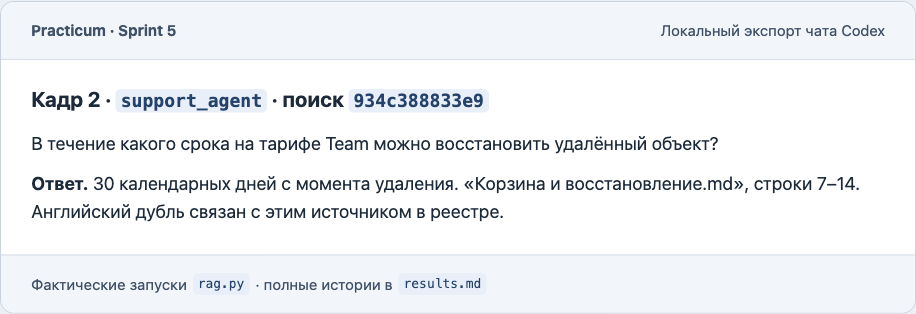 Practicum · Sprint 5
Локальный экспорт чата Codex
Кадр 2 · support_agent · поиск 934c388833e9
В течение какого срока на тарифе Team можно восстановить удалённый объект?
Ответ. 30 календарных дней с момента удаления. «Корзина и восстановление.md», строки 7–14.
Английский дубль связан с этим источником в реестре.
Фактические запуски rag.py · полные истории в results.md